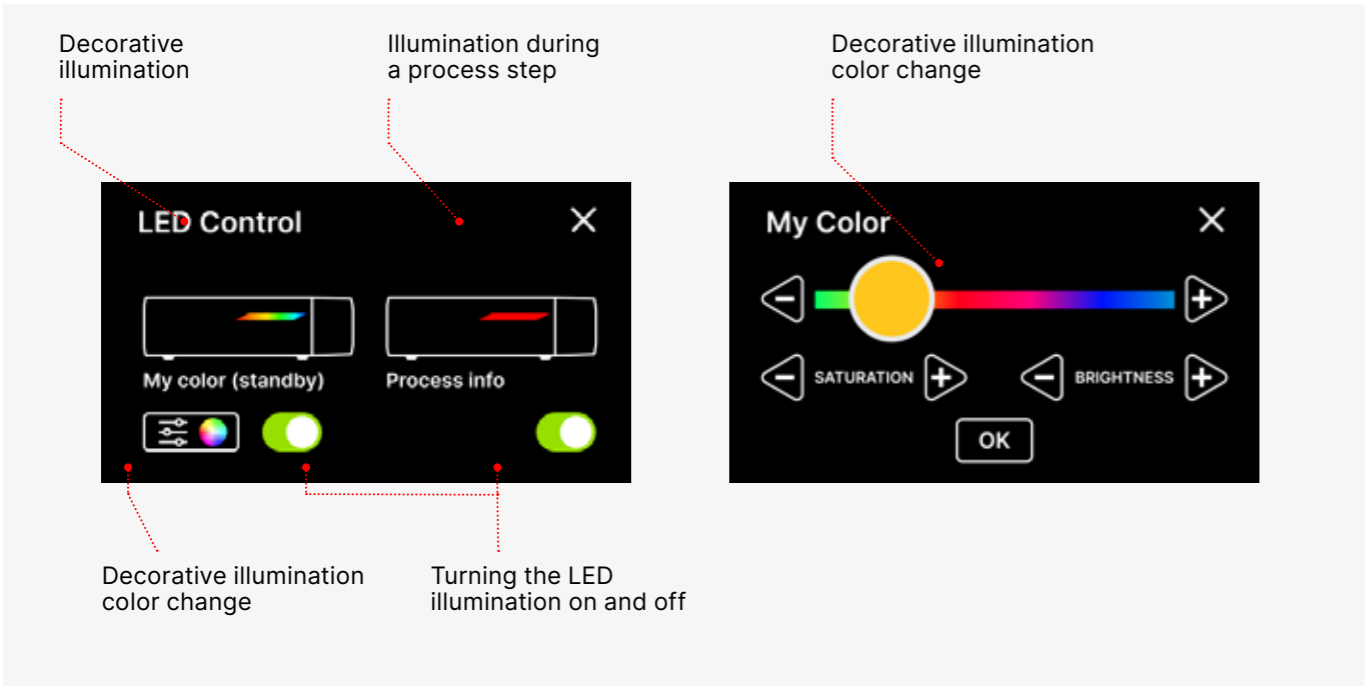 Decorative
illumination
Illumination during
a process step
Decorative illumination
color change
LED Control
My color (standby)
Process info
My Color
SATURATION
BRIGHTNESS
OK
Decorative illumination
color change
Turning the LED
illumination on and off